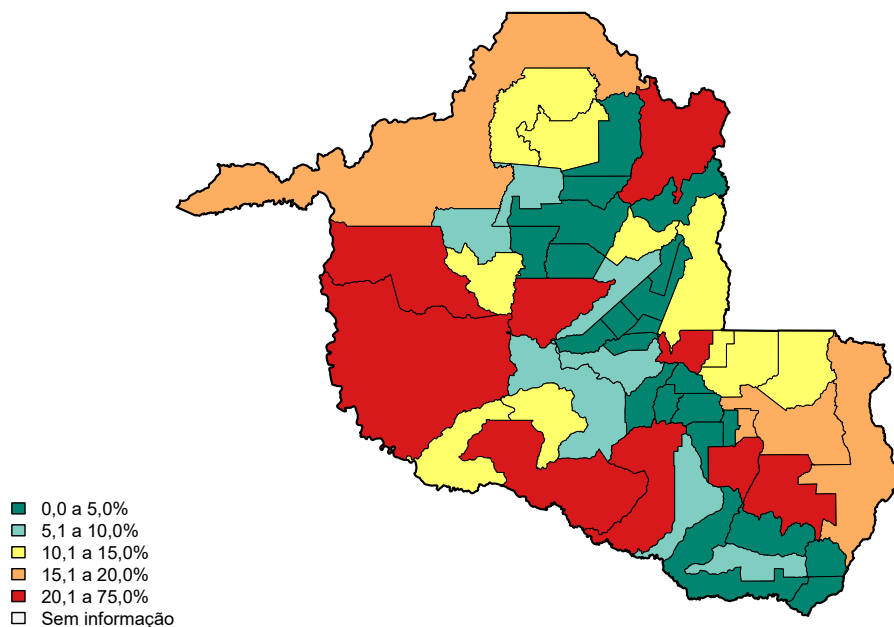 0,0 a 5,0%
5,1 a 10,0%
10,1 a 15,0%
15,1 a 20,0%
20,1 a 75,0%
Sem informação